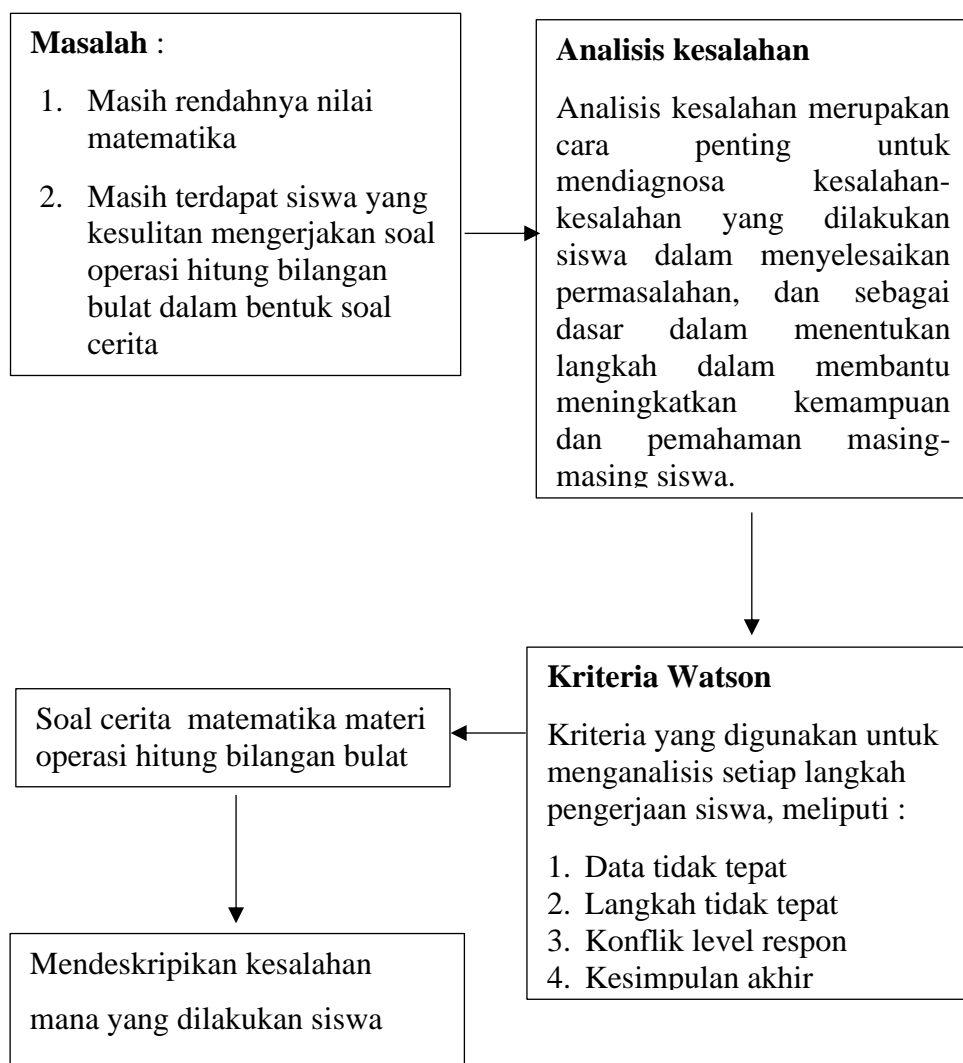 Masalah :
1. Masih rendahnya nilai
matematika
2. Masih terdapat siswa yang
kesulitan mengerjakan soal
operasi hitung bilangan
bulat dalam bentuk soal
cerita
Analisis kesalahan
Analisis kesalahan merupakan
cara penting untuk
mendiagnosa kesalahan-
kesalahan yang dilakukan
siswa dalam menyelesaikan
permasalahan, dan sebagai
dasar dalam menentukan
langkah dalam membantu
meningkatkan kemampuan
dan pemahaman masing-
masing siswa.
Kriteria Watson
Kriteria yang digunakan untuk
menganalisis setiap langkah
pengerjaan siswa, meliputi :
1. Data tidak tepat
2. Langkah tidak tepat
3. Konflik level respon
4. Kesimpulan akhir
Soal cerita matematika materi
operasi hitung bilangan bulat
Mendeskripikan kesalahan
mana yang dilakukan siswa